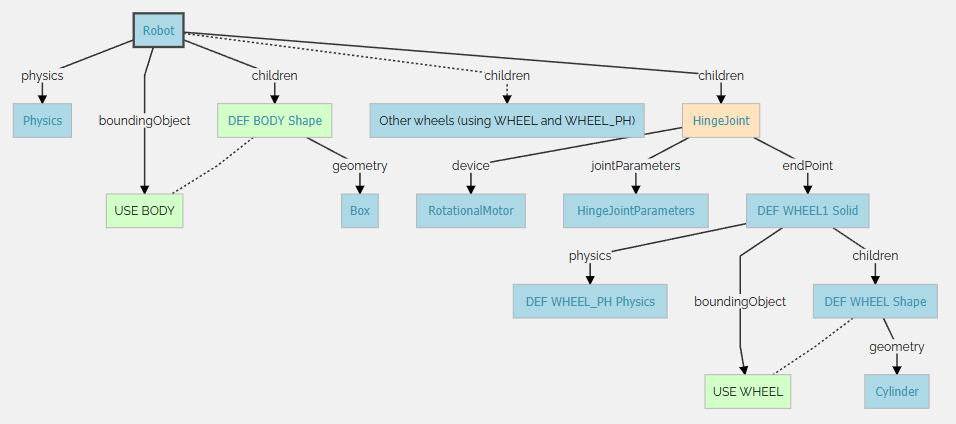 Robot
physics
children
children
children
Physics
boundingObject
DEF BODY Shape
Other wheels (using WHEEL and WHEEL_PH)
HingeJoint
geometry
device
jointParameters
endPoint
USE BODY
Box
RotationalMotor
HingeJointParameters
DEF WHEEL1 Solid
physics
children
DEF WHEEL_PH Physics
boundingObject
DEF WHEEL Shape
geometry
USE WHEEL
Cylinder